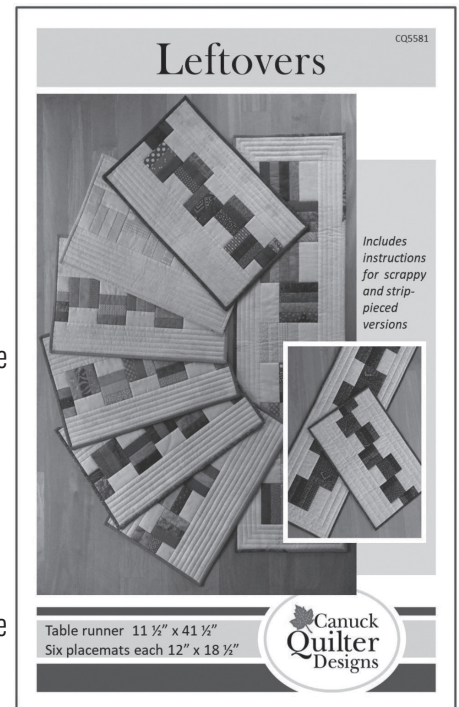 CQ5581
Leftovers
Includes
instructions
for scrappy
and strip-
pieced
versions
e
e
Table runner 11 ½” x 41 ½”
Six placemats each 12” x 18 ½”
Canuck
Quilter
Designs